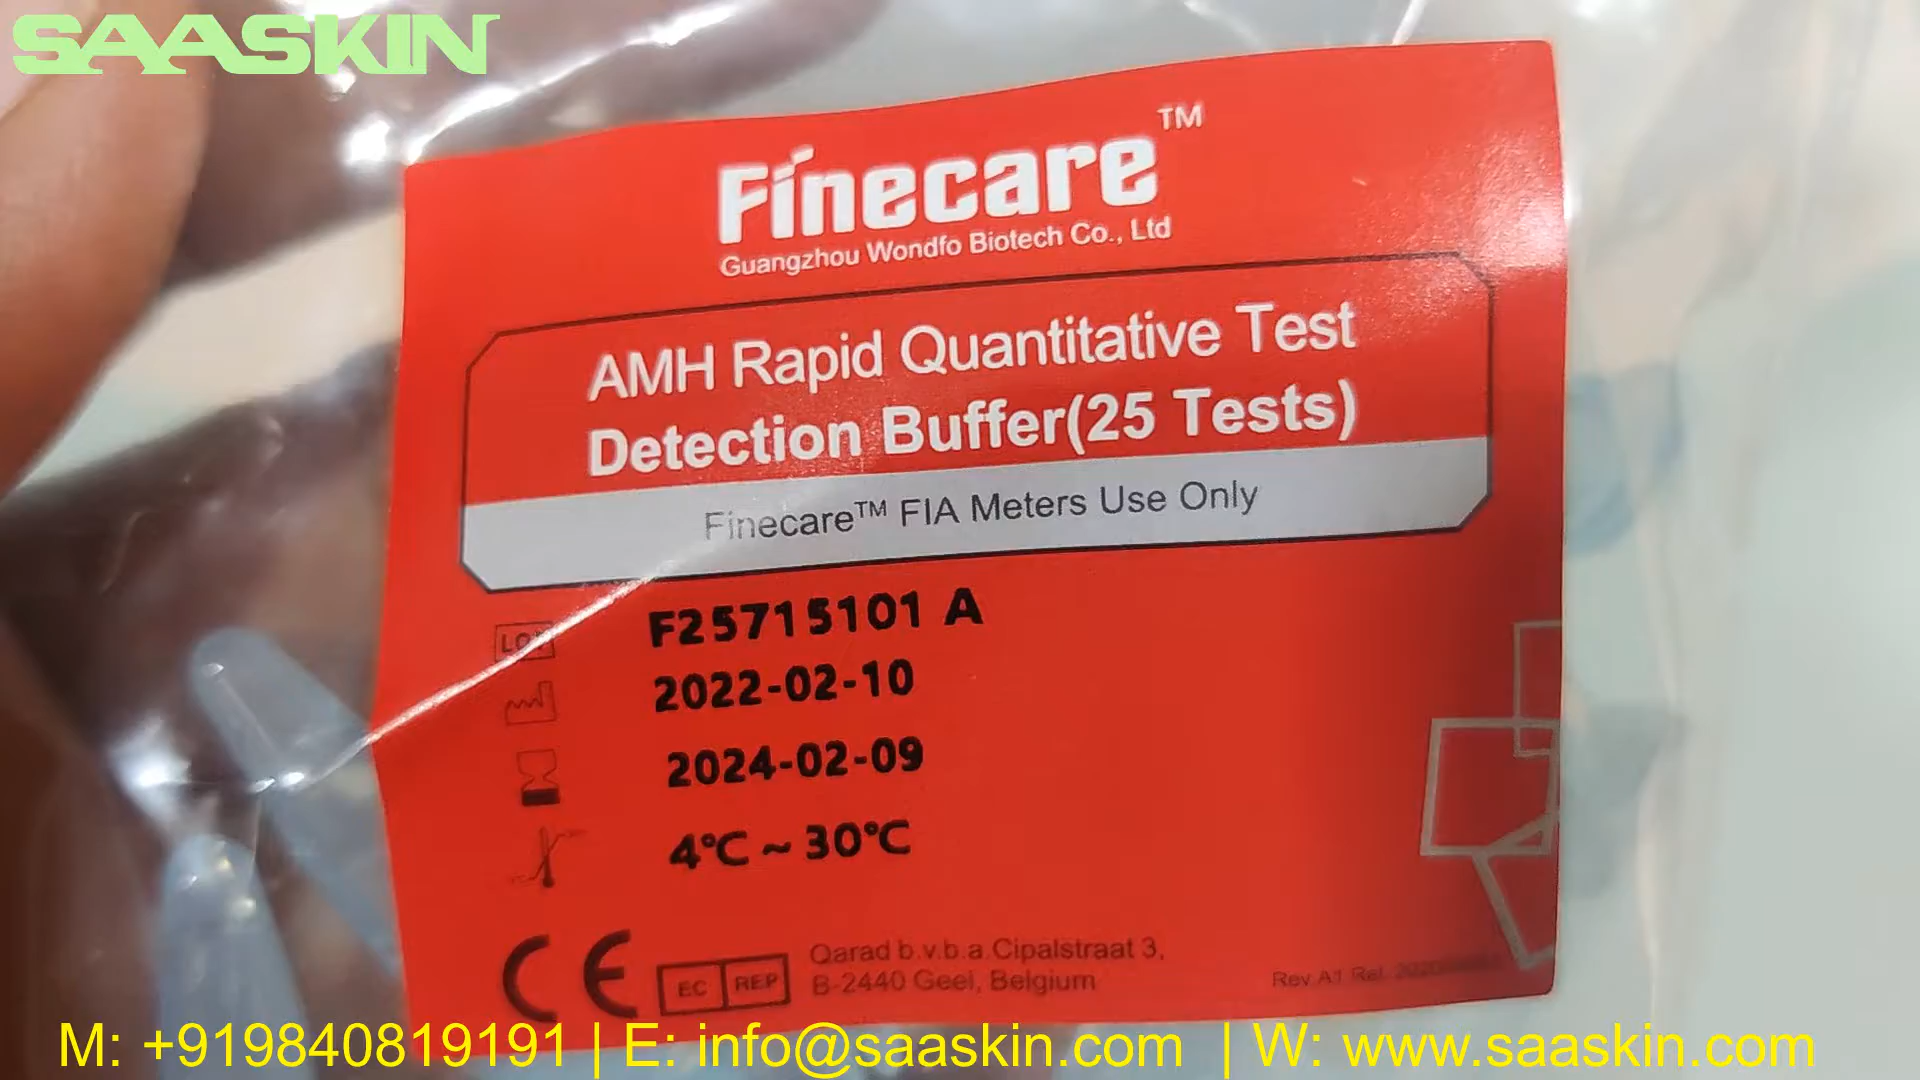 SAASKIN
Finecare™
Guangzhou Wondfo Biotech Co., Ltd
AMH Rapid Quantitative Test
Detection Buffer(25 Tests)
Finecare™ FIA Meters Use Only
LOT F25715101 A
2022-02-10
2024-02-09
4℃ ~ 30℃
CE EC REP
Qarad b.v.b.a.Cipalstraat 3,
B-2440 Geel, Belgium
Rev A1 Rel.
M: +919840819191 | E: info@saaskin.com | W: www.saaskin.com